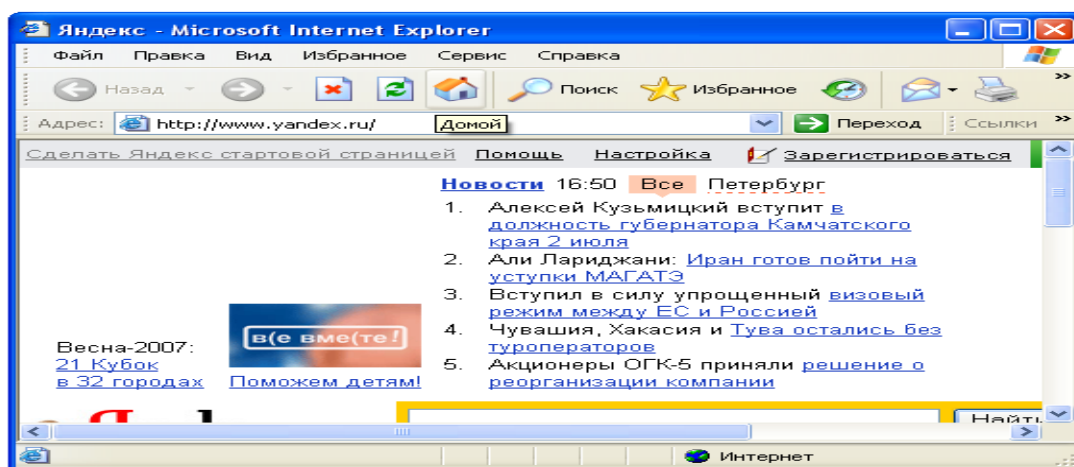 Яндекс - Microsoft Internet Explorer
Файл Правка Вид Избранное Сервис Справка
Назад Поиск Избранное »
Адрес: http://www.yandex.ru/ Домой Переход Ссылки »
Сделать Яндекс стартовой страницей Помощь Настройка Зарегистрироваться
Новости 16:50 Все Петербург
1. Алексей Кузьмицкий вступит в
должность губернатора Камчатского
края 2 июля
2. Али Лариджани: Иран готов пойти на
уступки МАГАТЭ
3. Вступил в силу упрощенный визовый
режим между ЕС и Россией
4. Чувашия, Хакасия и Тува остались без
туроператоров
5. Акционеры ОГК-5 приняли решение о
реорганизации компании
Весна-2007:
21 Кубок
в 32 городах
в(е вме(те!
Поможем детям!
Найти
Интернет